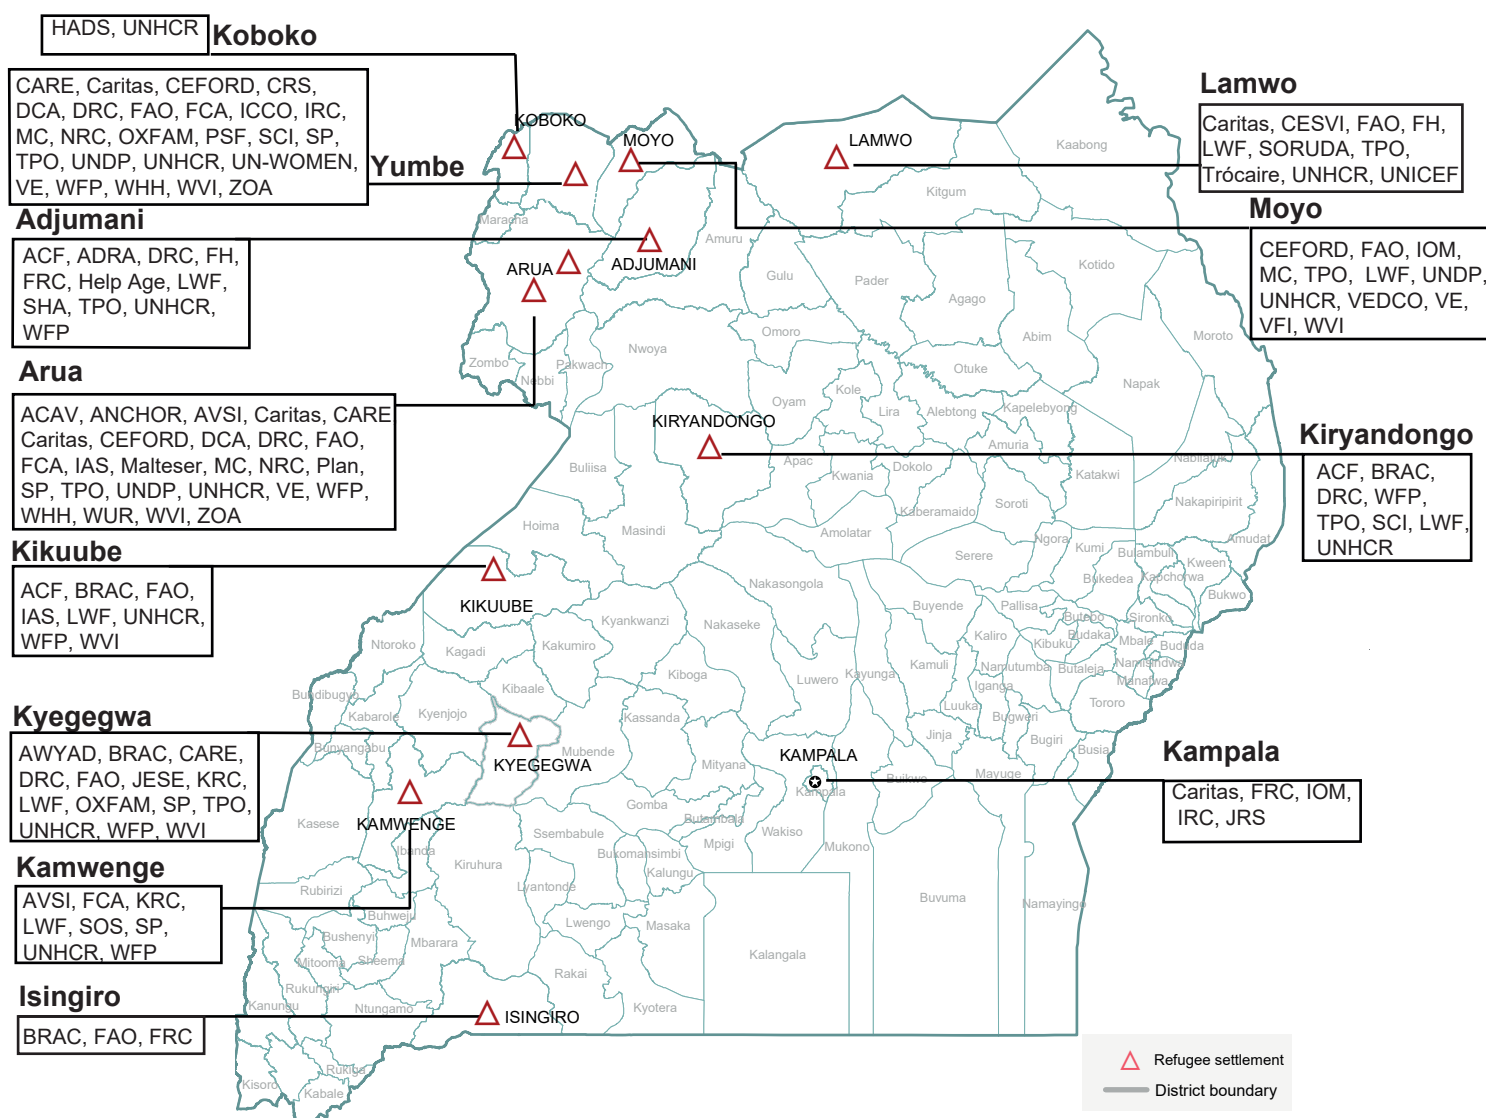 HADS, UNHCR
Koboko
CARE, Caritas, CEFORD, CRS,
DCA, DRC, FAO, FCA, ICCO, IRC,
MC, NRC, OXFAM, PSF, SCI, SP,
TPO, UNDP, UNHCR, UN-WOMEN,
VE, WFP, WHH, WVI, ZOA
Yumbe
Adjumani
ACF, ADRA, DRC, FH,
FRC, Help Age, LWF,
SHA, TPO, UNHCR,
WFP
Arua
ACAV, ANCHOR, AVSI, Caritas, CARE
Caritas, CEFORD, DCA, DRC, FAO,
FCA, IAS, Malteser, MC, NRC, Plan,
SP, TPO, UNDP, UNHCR, VE, WFP,
WHH, WUR, WVI, ZOA
Kikuube
ACF, BRAC, FAO,
IAS, LWF, UNHCR,
WFP, WVI
Kyegegwa
AWYAD, BRAC, CARE,
DRC, FAO, JESE, KRC,
LWF, OXFAM, SP, TPO,
UNHCR, WFP, WVI
Kamwenge
AVSI, FCA, KRC,
LWF, SOS, SP,
UNHCR, WFP
Isingiro
BRAC, FAO, FRC
Lamwo
Caritas, CESVI, FAO, FH,
LWF, SORUDA, TPO,
Trócaire, UNHCR, UNICEF
Moyo
CEFORD, FAO, IOM,
MC, TPO, LWF, UNDP,
UNHCR, VEDCO, VE,
VFI, WVI
Kiryandongo
ACF, BRAC,
DRC, WFP,
TPO, SCI, LWF,
UNHCR
Kampala
Caritas, FRC, IOM,
IRC, JRS
KOBOKO
MOYO
LAMWO
Kaabong
Kitgum
Maracha
Amuru
ARUA
ADJUMANI
Gulu
Pader
Agago
Kotido
Omoro
Abim
Moroto
Zombo
Nebbi
Pakwach
Nwoya
Otuke
Napak
Kole
Oyam
Lira
Alebtong
Kapelebyong
KIRYANDONGO
Amuria
Buliisa
Apac
Kwania
Dokolo
Katakwi
Nabilatuk
Nakapiripirit
Kaberamaido
Soroti
Hoima
Masindi
Amolatar
Serere
Ngora
Kumi
Bulambuli
Amudat
Kween
Kapchorwa
Bukedea
Bukwo
KIKUUBE
Nakasongola
Buyende
Pallisa
Butebo
Sironko
Kyankwanzi
Nakaseke
Kaliro
Kibuku
Budaka
Mbale
Bududa
Ntoroko
Kagadi
Kakumiro
Kiboga
Luwero
Kayunga
Kamuli
Namutumba
Butaleja
Namisindwa
Manafwa
Bundibugyo
Kibaale
Iganga
Luuka
Bugweri
Tororo
Kabarole
Kyenjojo
Kassanda
Jinja
Bugiri
Busia
Bunyangabu
Mubende
KYEGEGWA
Mityana
KAMPALA
Kampala
Buikwe
Mayuge
Gomba
Butambala
Kasese
KAMWENGE
Ssembabule
Wakiso
Mpigi
Mukono
Ibanda
Kiruhura
Bukomansimbi
Kalungu
Lyantonde
Rubirizi
Buvuma
Namayingo
Buhweju
Lwengo
Masaka
Bushenyi
Mbarara
Kalangala
Mitooma
Sheema
Rakai
Rukungiri
Kanungu
Ntungamo
Kyotera
ISINGIRO
Rukiga
Kisoro
Kabale
Refugee settlement
District boundary